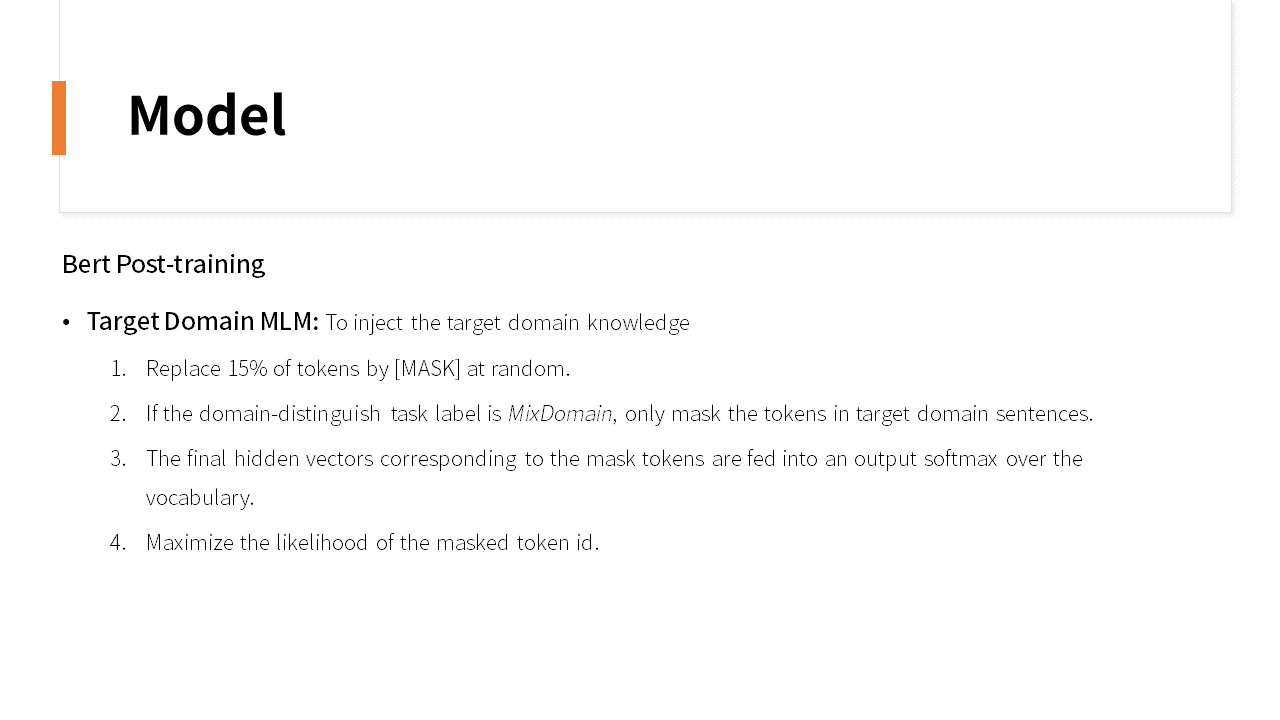 Model
Bert Post-training
• Target Domain MLM: To inject the target domain knowledge
1. Replace 15% of tokens by [MASK] at random.
2. If the domain-distinguish task label is MixDomain, only mask the tokens in target domain sentences.
3. The final hidden vectors corresponding to the mask tokens are fed into an output softmax over the
vocabulary.
4. Maximize the likelihood of the masked token id.